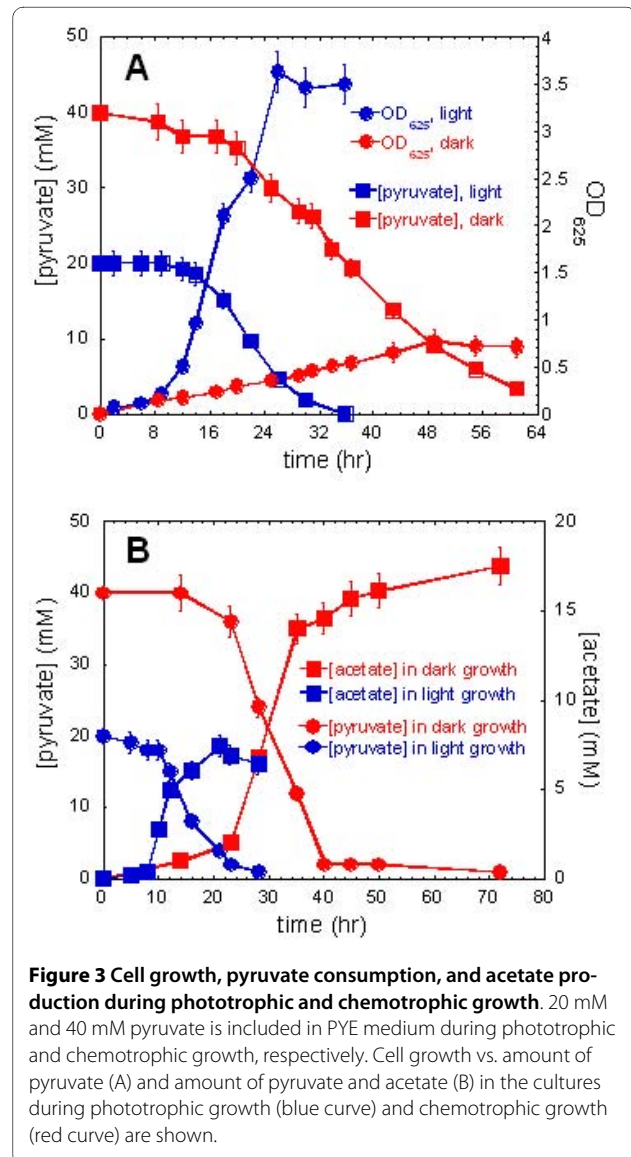 A
50
40
30
20
10
0
[pyruvate] (mM)
4
3.5
3
2.5
2
1.5
1
0.5
0
OD625
OD625, light
OD625, dark
[pyruvate], light
[pyruvate], dark
0 8 16 24 32 40 48 56 64
time (hr)
B
50
40
30
20
10
0
[pyruvate] (mM)
20
15
10
5
0
[acetate] (mM)
[acetate] in dark growth
[acetate] in light growth
[pyruvate] in dark growth
[pyruvate] in light growth
0 10 20 30 40 50 60 70 80
time (hr)
Figure 3 Cell growth, pyruvate consumption, and acetate pro-
duction during phototrophic and chemotrophic growth. 20 mM
and 40 mM pyruvate is included in PYE medium during phototrophic
and chemotrophic growth, respectively. Cell growth vs. amount of
pyruvate (A) and amount of pyruvate and acetate (B) in the cultures
during phototrophic growth (blue curve) and chemotrophic growth
(red curve) are shown.